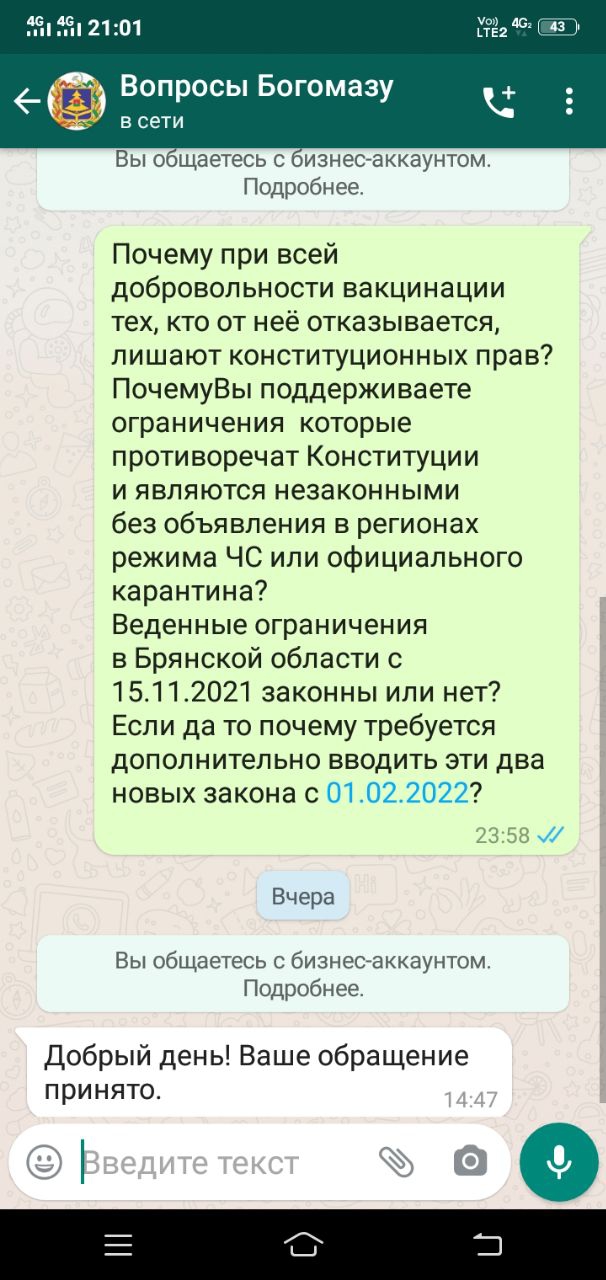 4G 4G 21:01 Vo)) LTE2 4G2 43
Вопросы Богомазу
в сети
Вы общаетесь с бизнес-аккаунтом.
Подробнее.
Почему при всей
добровольности вакцинации
тех, кто от неё отказывается,
лишают конституционных прав?
ПочемуВы поддерживаете
ограничения  которые
противоречат Конституции
и являются незаконными
без объявления в регионах
режима ЧС или официального
карантина?
Веденные ограничения
в Брянской области с
15.11.2021 законны или нет?
Если да то почему требуется
дополнительно вводить эти два
новых закона с 01.02.2022?
23:58
Вчера
Вы общаетесь с бизнес-аккаунтом.
Подробнее.
Добрый день! Ваше обращение
принято.
14:47
Введите текст